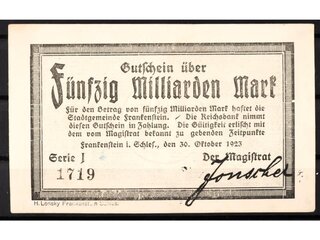 Gutschein über
Fünfzig Milliarden Mark
Für den Betrag von fünfzig Milliarden Mark haftet die
Stadtgemeinde Frankenstein. Die Reichsbank nimmt
diesen Gutschein in Zahlung. Die Gültigkeit erlischt mit
dem vom Magistrat bekannt zu gebenden Zeitpunkte
Frankenstein i. Schles., den 30. Oktober 1923
Serie J Der Magistrat
1719 Jonscher
H. Lonsky